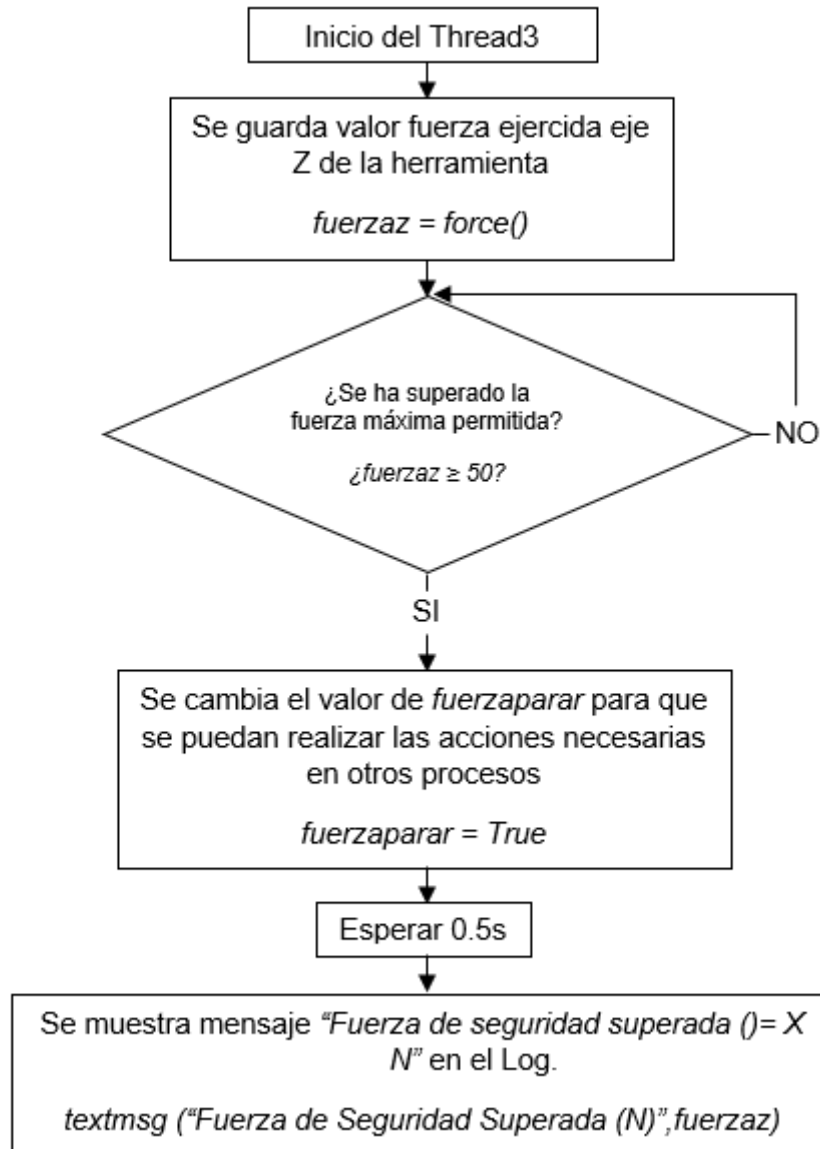 Inicio del Thread3
Se guarda valor fuerza ejercida eje
Z de la herramienta
fuerzaz = force()
¿Se ha superado la
fuerza máxima permitida?
¿fuerzaz ≥ 50?
NO
SI
Se cambia el valor de fuerzaparar para que
se puedan realizar las acciones necesarias
en otros procesos
fuerzaparar = True
Esperar 0.5s
Se muestra mensaje “Fuerza de seguridad superada ()= X
N” en el Log.
textmsg (“Fuerza de Seguridad Superada (N)”,fuerzaz)